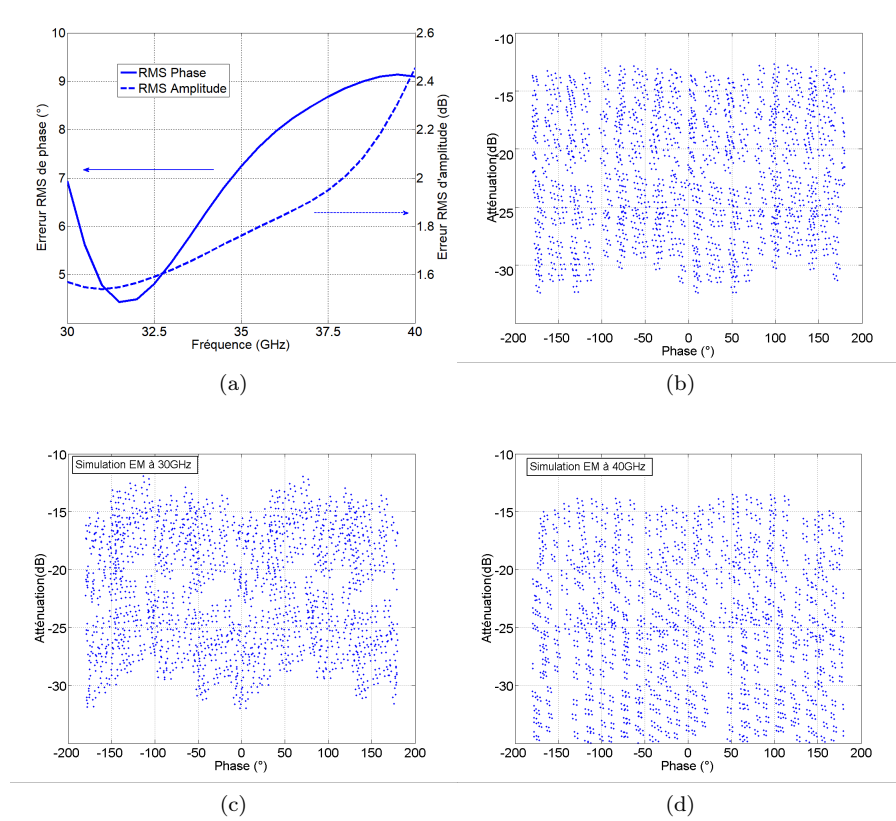 10
9
8
7
6
5
2.6
2.4
2.2
2
1.8
1.6
RMS Phase
RMS Amplitude
Errerur RMS de phase (°)
Erreur RMS d'amplitude (dB)
30 32.5 35 37.5 40
Fréquence (GHz)
(a)
-10
-15
-20
-25
-30
Atténuation(dB)
-200 -150 -100 -50 0 50 100 150 200
Phase (°)
(b)
Simulation EM à 30GHz
-10
-15
-20
-25
-30
Atténuation(dB)
-200 -150 -100 -50 0 50 100 150 200
Phase (°)
(c)
Simulation EM à 40GHz
-10
-15
-20
-25
-30
Atténuation(dB)
-200 -150 -100 -50 0 50 100 150 200
Phase (°)
(d)